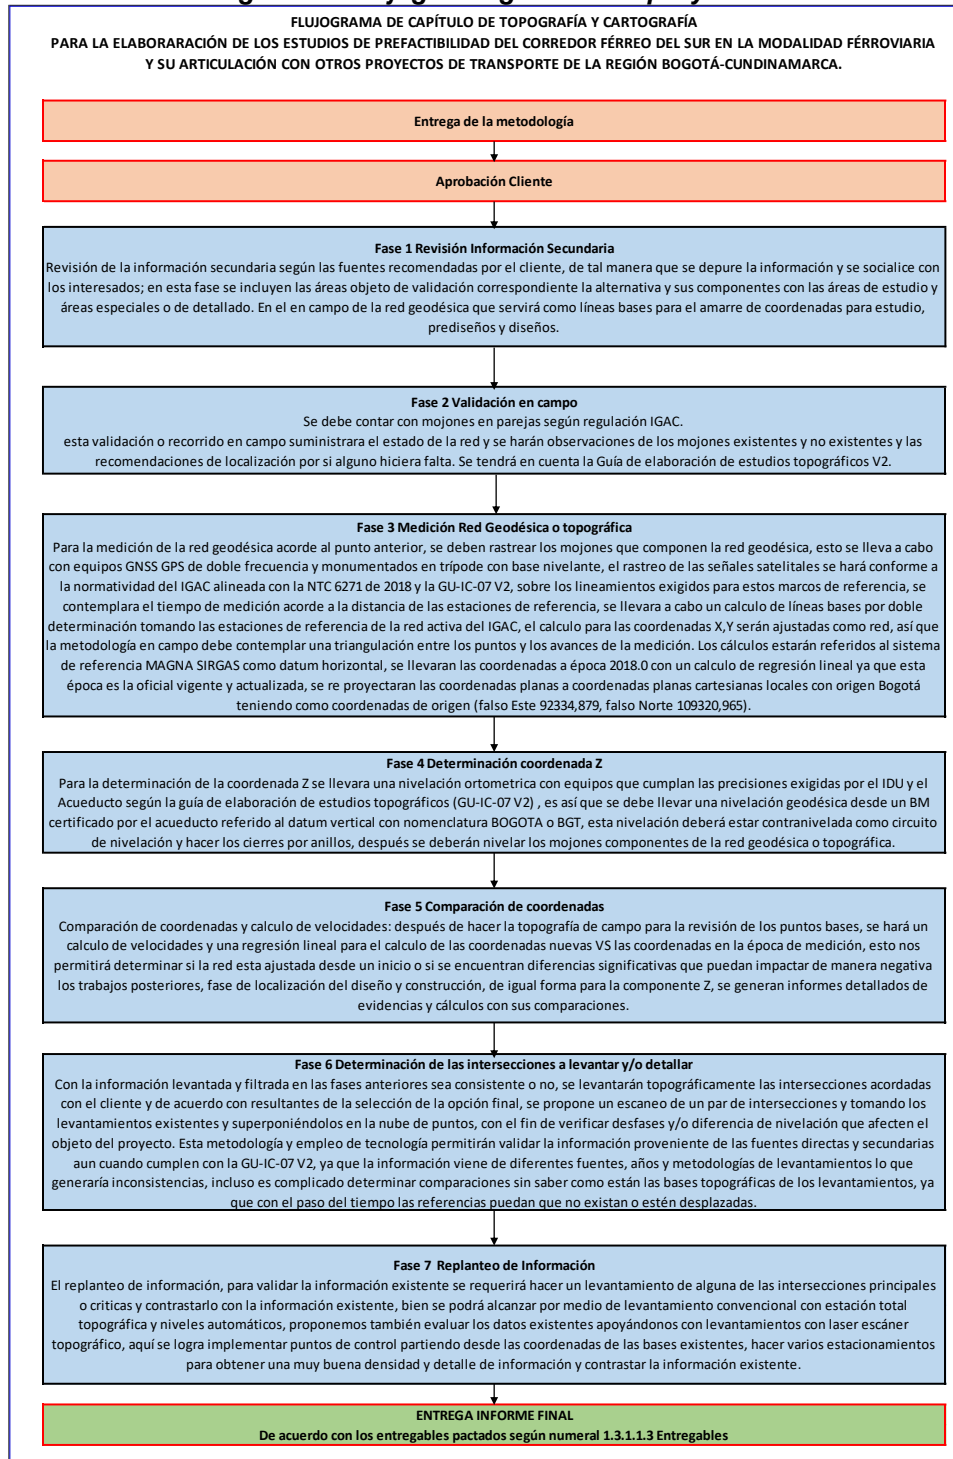 FLUJOGRAMA DE CAPÍTULO DE TOPOGRAFÍA Y CARTOGRAFÍA
PARA LA ELABORARACIÓN DE LOS ESTUDIOS DE PREFACTIBILIDAD DEL CORREDOR FÉRREO DEL SUR EN LA MODALIDAD FÉRROVIARIA
Y SU ARTICULACIÓN CON OTROS PROYECTOS DE TRANSPORTE DE LA REGIÓN BOGOTÁ-CUNDINAMARCA.
Entrega de la metodología
Aprobación Cliente
Fase 1 Revisión Información Secundaria
Revisión de la información secundaria según las fuentes recomendadas por el cliente, de tal manera que se depure la información y se socialice con
los interesados; en esta fase se incluyen las áreas objeto de validación correspondiente la alternativa y sus componentes con las áreas de estudio y
áreas especiales o de detallado. En el en campo de la red geodésica que servirá como líneas bases para el amarre de coordenadas para estudio,
prediseños y diseños.
Fase 2 Validación en campo
Se debe contar con mojones en parejas según regulación IGAC.
esta validación o recorrido en campo suministrara el estado de la red y se harán observaciones de los mojones existentes y no existentes y las
recomendaciones de localización por si alguno hiciera falta. Se tendrá en cuenta la Guía de elaboración de estudios topográficos V2.
Fase 3 Medición Red Geodésica o topográfica
Para la medición de la red geodésica acorde al punto anterior, se deben rastrear los mojones que componen la red geodésica, esto se lleva a cabo
con equipos GNSS GPS de doble frecuencia y monumentados en trípode con base nivelante, el rastreo de las señales satelitales se hará conforme a
la normatividad del IGAC alineada con la NTC 6271 de 2018 y la GU-IC-07 V2, sobre los lineamientos exigidos para estos marcos de referencia, se
contemplara el tiempo de medición acorde a la distancia de las estaciones de referencia, se llevara a cabo un calculo de líneas bases por doble
determinación tomando las estaciones de referencia de la red activa del IGAC, el calculo para las coordenadas X,Y serán ajustadas como red, así que
la metodología en campo debe contemplar una triangulación entre los puntos y los avances de la medición. Los cálculos estarán referidos al sistema
de referencia MAGNA SIRGAS como datum horizontal, se llevaran las coordenadas a época 2018.0 con un calculo de regresión lineal ya que esta
época es la oficial vigente y actualizada, se re proyectaran las coordenadas planas a coordenadas planas cartesianas locales con origen Bogotá
teniendo como coordenadas de origen (falso Este 92334,879, falso Norte 109320,965).
Fase 4 Determinación coordenada Z
Para la determinación de la coordenada Z se llevara una nivelación ortometrica con equipos que cumplan las precisiones exigidas por el IDU y el
Acueducto según la guía de elaboración de estudios topográficos (GU-IC-07 V2) , es así que se debe llevar una nivelación geodésica desde un BM
certificado por el acueducto referido al datum vertical con nomenclatura BOGOTA o BGT, esta nivelación deberá estar contranivelada como circuito
de nivelación y hacer los cierres por anillos, después se deberán nivelar los mojones componentes de la red geodésica o topográfica.
Fase 5 Comparación de coordenadas
Comparación de coordenadas y calculo de velocidades: después de hacer la topografía de campo para la revisión de los puntos bases, se hará un
calculo de velocidades y una regresión lineal para el calculo de las coordenadas nuevas VS las coordenadas en la época de medición, esto nos
permitirá determinar si la red esta ajustada desde un inicio o si se encuentran diferencias significativas que puedan impactar de manera negativa
los trabajos posteriores, fase de localización del diseño y construcción, de igual forma para la componente Z, se generan informes detallados de
evidencias y cálculos con sus comparaciones.
Fase 6 Determinación de las intersecciones a levantar y/o detallar
Con la información levantada y filtrada en las fases anteriores sea consistente o no, se levantarán topográficamente las intersecciones acordadas
con el cliente y de acuerdo con resultantes de la selección de la opción final, se propone un escaneo de un par de intersecciones y tomando los
levantamientos existentes y superponiéndolos en la nube de puntos, con el fin de verificar desfases y/o diferencia de nivelación que afecten el
objeto del proyecto. Esta metodología y empleo de tecnología permitirán validar la información proveniente de las fuentes directas y secundarias
aun cuando cumplen con la GU-IC-07 V2, ya que la información viene de diferentes fuentes, años y metodologías de levantamientos lo que
generaría inconsistencias, incluso es complicado determinar comparaciones sin saber como están las bases topográficas de los levantamientos, ya
que con el paso del tiempo las referencias puedan que no existan o estén desplazadas.
Fase 7 Replanteo de Información
El replanteo de información, para validar la información existente se requerirá hacer un levantamiento de alguna de las intersecciones principales
o criticas y contrastarlo con la información existente, bien se podrá alcanzar por medio de levantamiento convencional con estación total
topográfica y niveles automáticos, proponemos también evaluar los datos existentes apoyándonos con levantamientos con laser escáner
topográfico, aquí se logra implementar puntos de control partiendo desde las coordenadas de las bases existentes, hacer varios estacionamientos
para obtener una muy buena densidad y detalle de información y contrastar la información existente.
ENTREGA INFORME FINAL
De acuerdo con los entregables pactados según numeral 1.3.1.1.3 Entregables